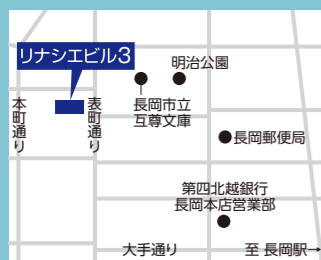 リナシエビル3
明治公園
本町通り
表町通り
長岡市立
互尊文庫
長岡郵便局
第四北越銀行
長岡本店営業部
大手通り
至 長岡駅→